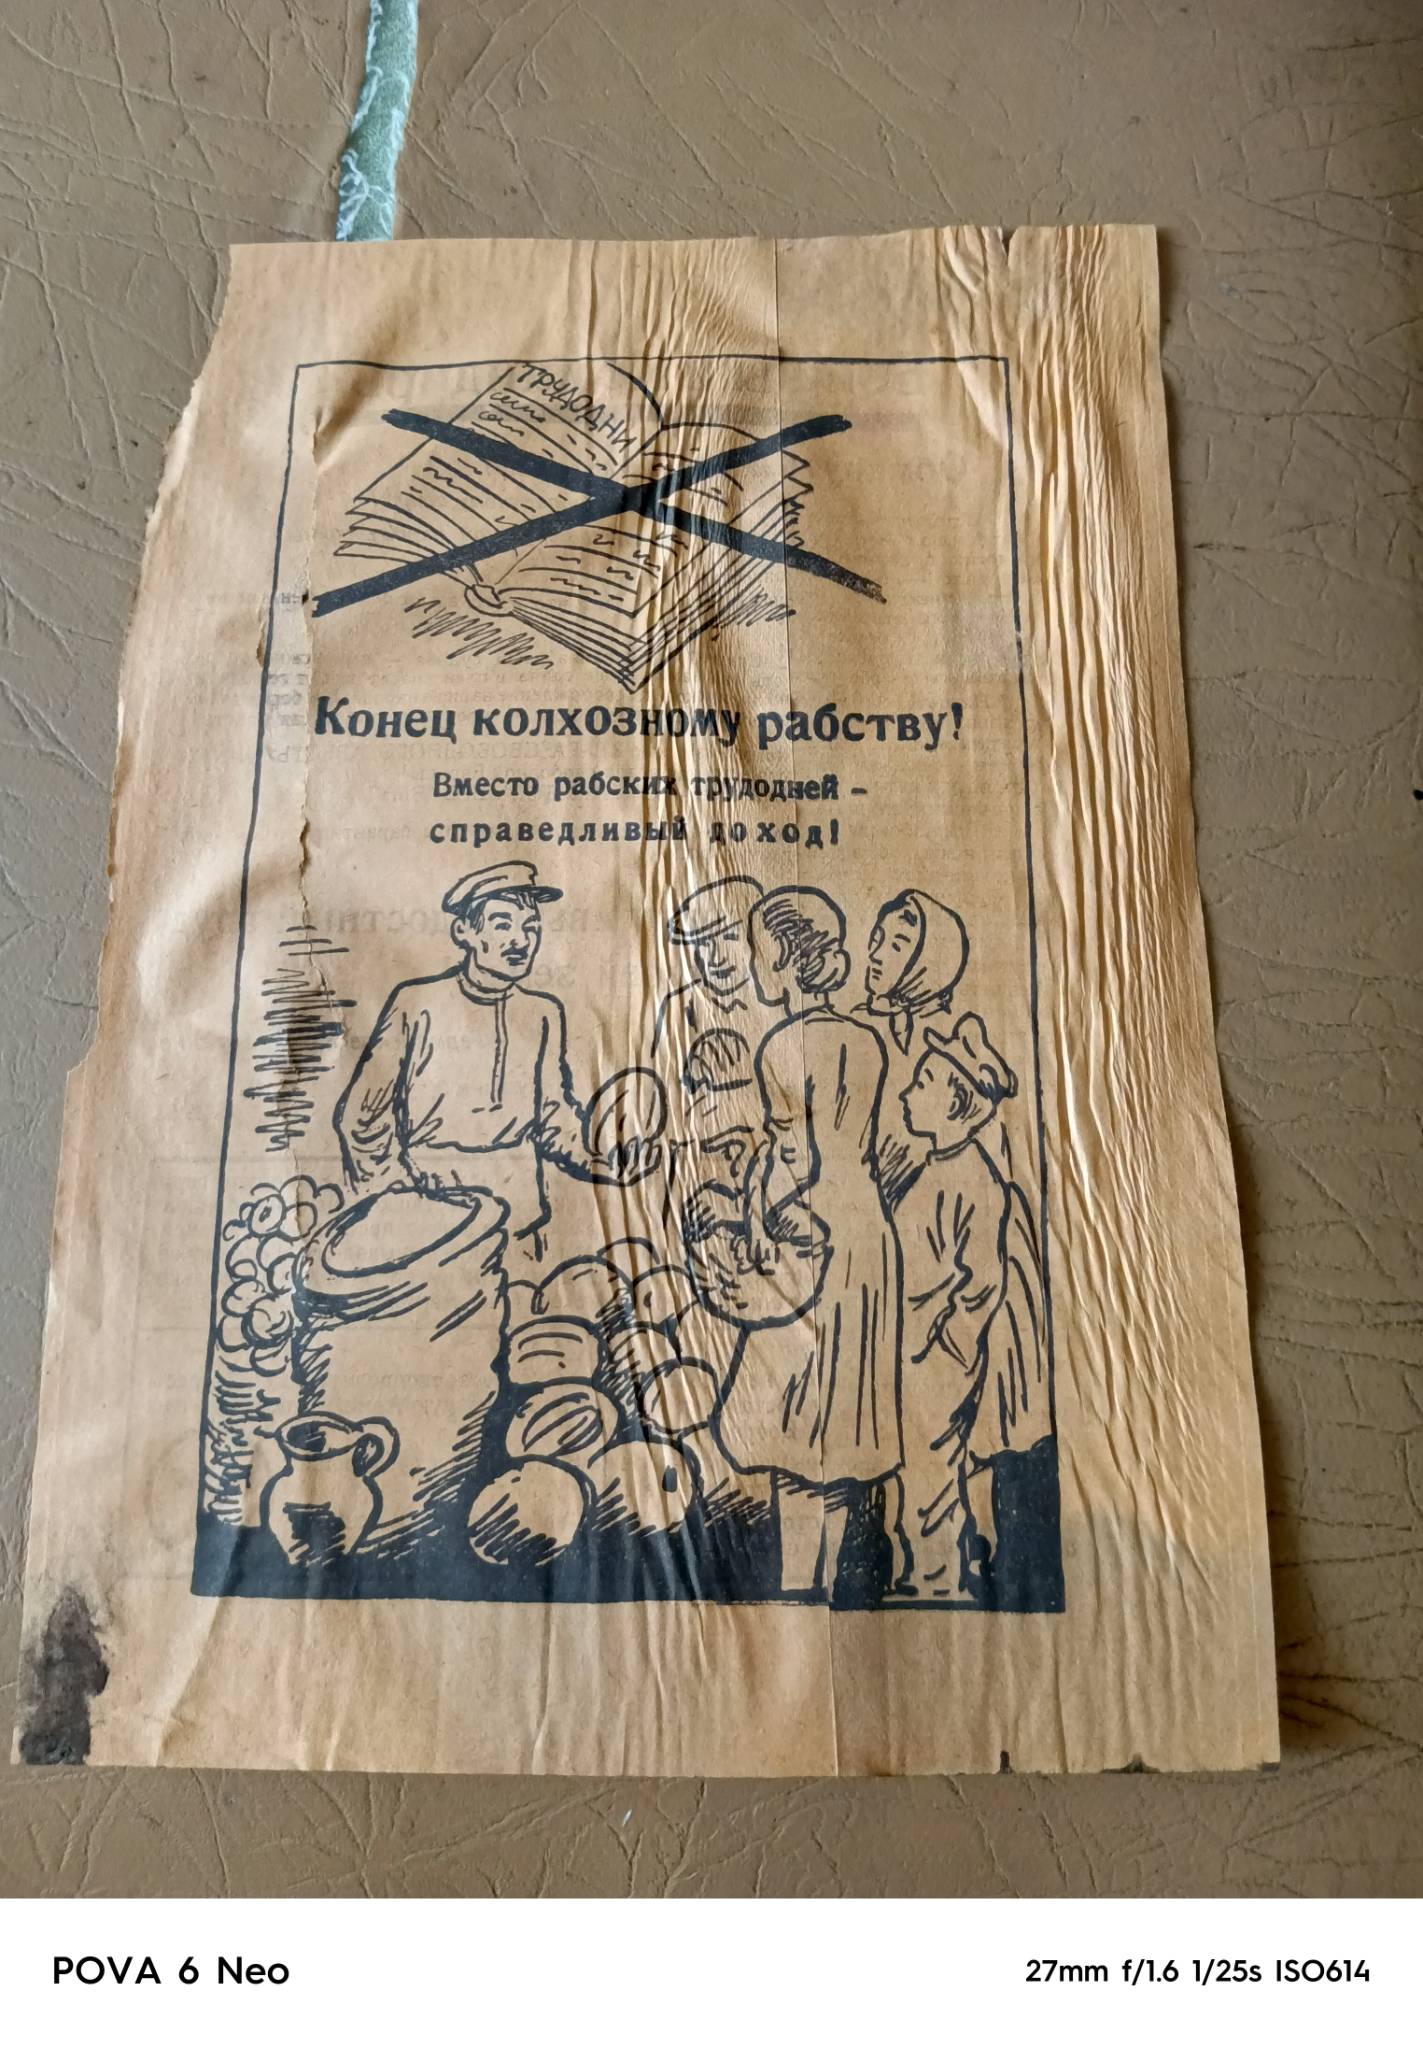 ТРУДОДНИ
Конец колхозному рабству!
Вместо рабских трудодней –
справедливый доход!
POVA 6 Neo
27mm f/1.6 1/25s ISO614